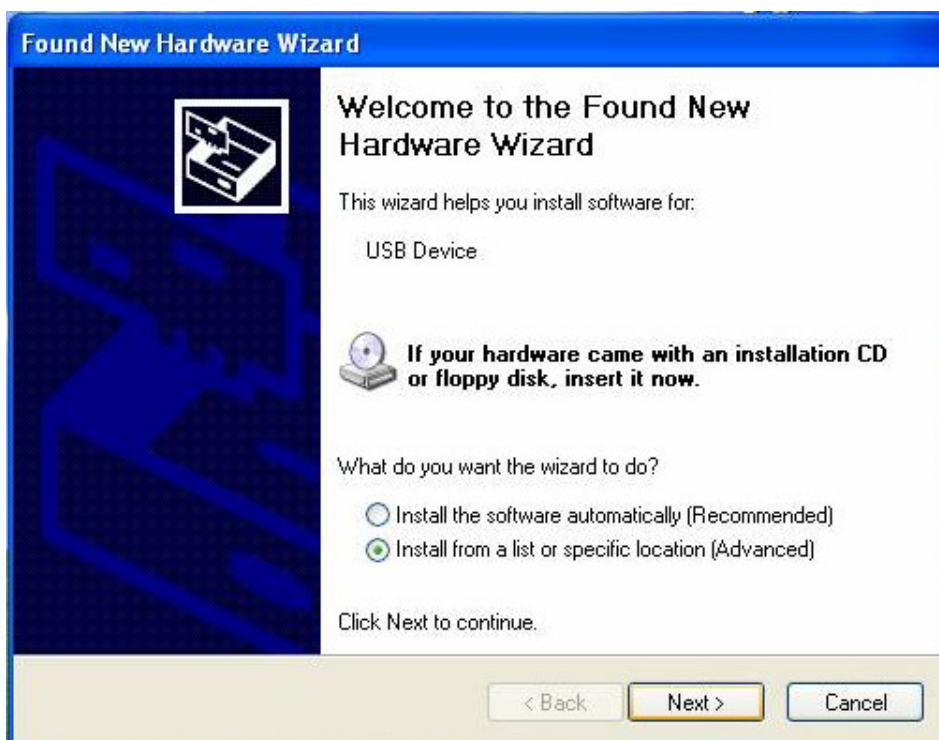 Found New Hardware Wizard
Welcome to the Found New
Hardware Wizard
This wizard helps you install software for:
USB Device
If your hardware came with an installation CD
or floppy disk, insert it now.
What do you want the wizard to do?
Install the software automatically (Recommended)
Install from a list or specific location (Advanced)
Click Next to continue.
< Back Next > Cancel